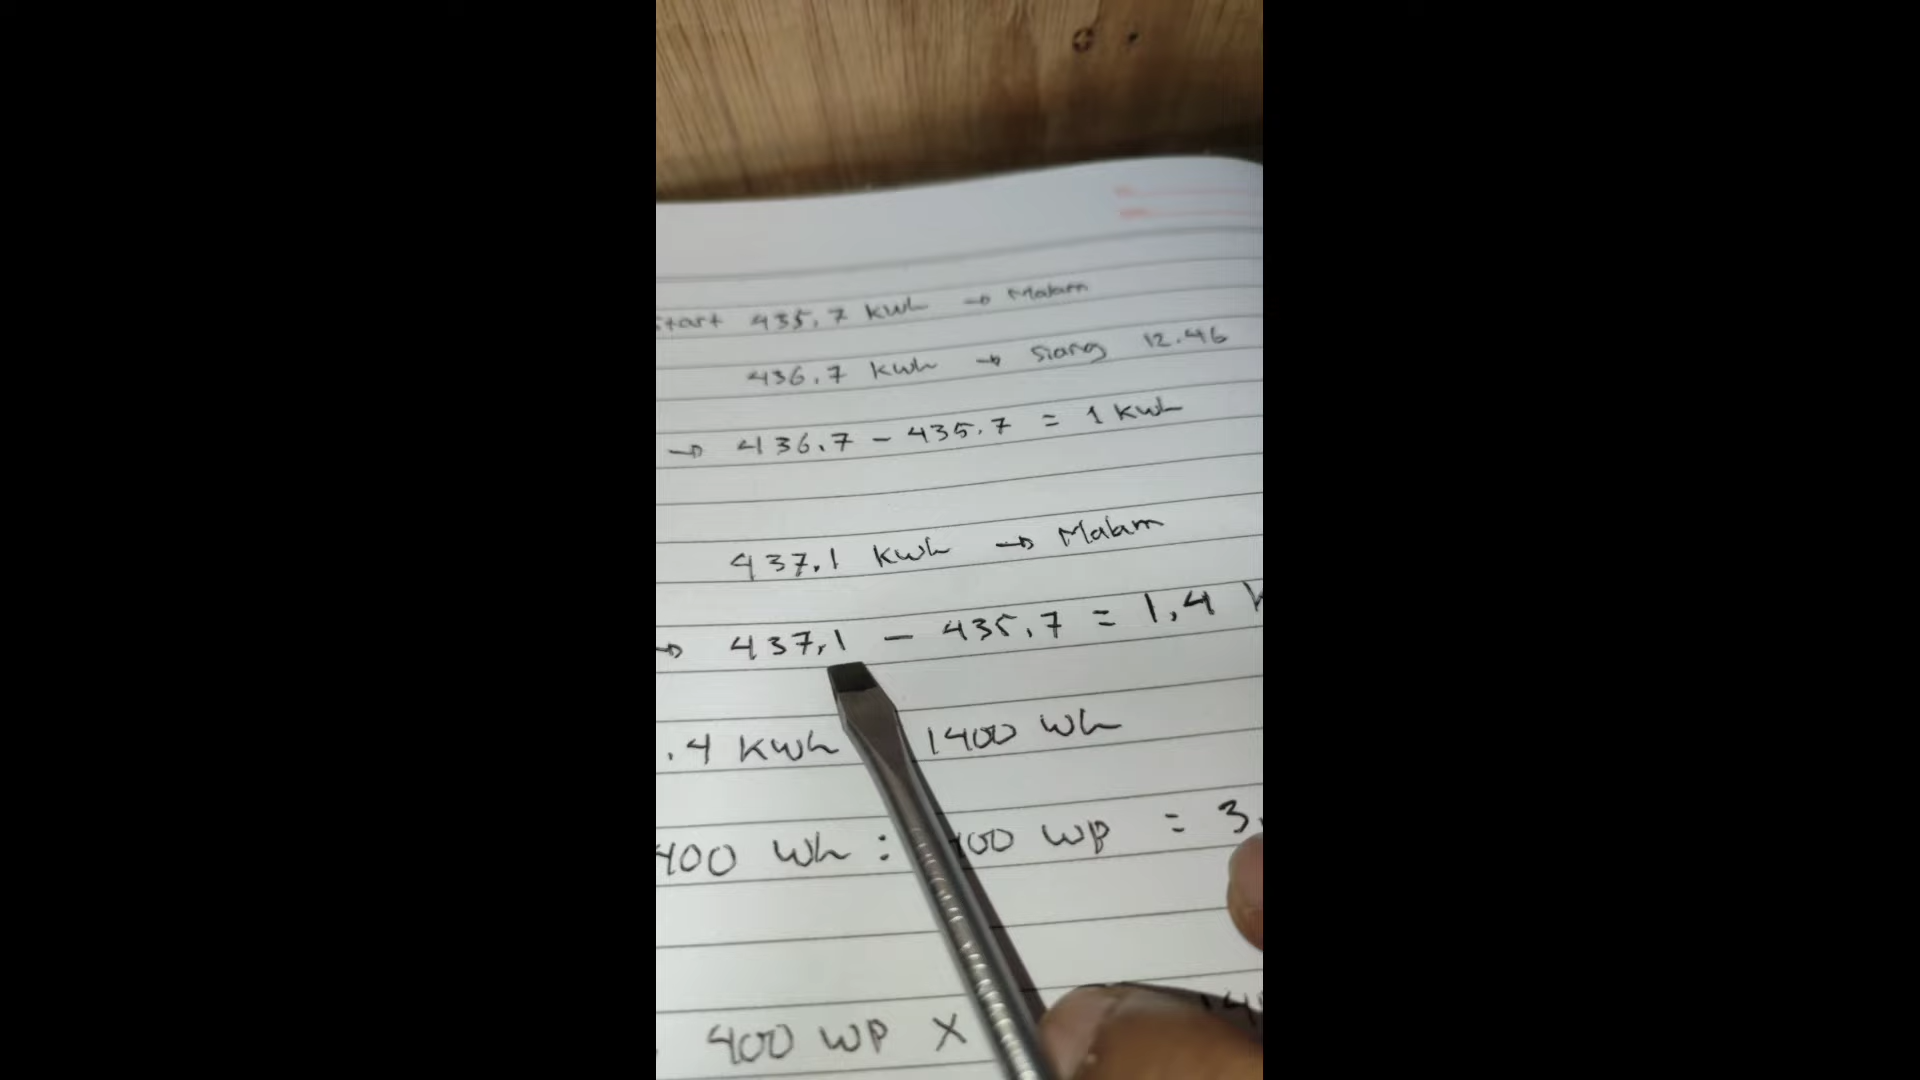 Start 435,7 kwh → Malam
436,7 kwh → siang 12.46
→ 436,7 - 435,7 = 1 kwh
437,1 kwh → Malam
→ 437,1 - 435,7 = 1,4 k
.4 kwh 1400 wh
400 wh : 400 wp = 3,
400 wp x